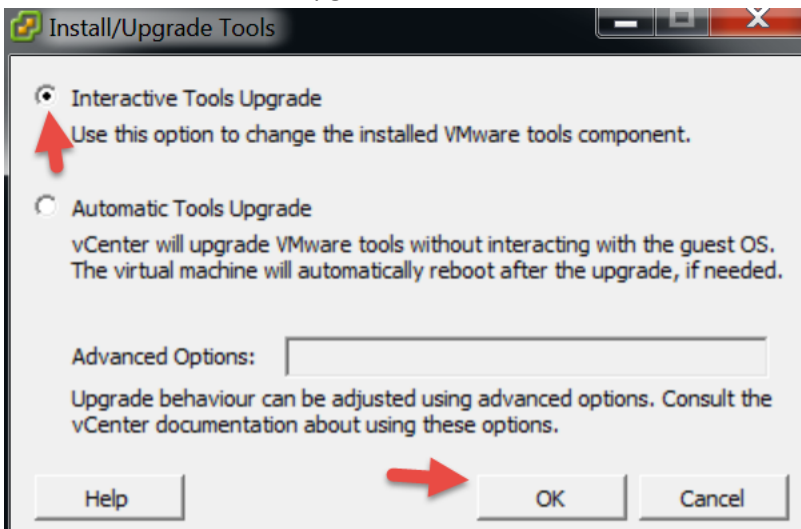 Install/Upgrade Tools
Interactive Tools Upgrade
Use this option to change the installed VMware tools component.
Automatic Tools Upgrade
vCenter will upgrade VMware tools without interacting with the guest OS.
The virtual machine will automatically reboot after the upgrade, if needed.
Advanced Options:
Upgrade behaviour can be adjusted using advanced options. Consult the
vCenter documentation about using these options.
Help
OK
Cancel